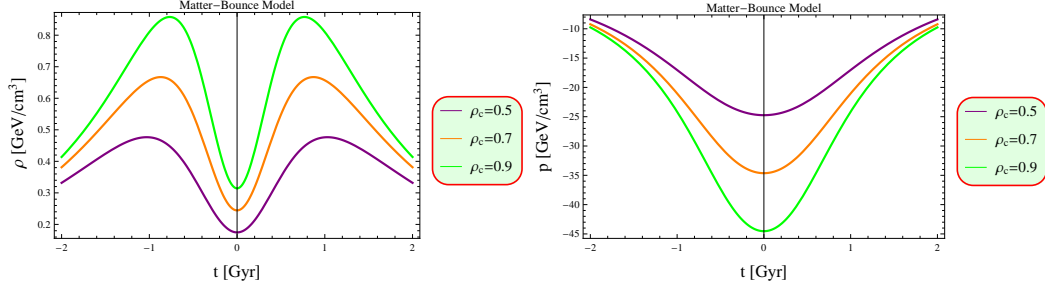 Matter−Bounce Model
0.8
0.7
0.6
0.5
0.4
0.3
0.2
−2
−1
0
1
2
ρ [GeV/cm³]
t [Gyr]
ρc=0.5
ρc=0.7
ρc=0.9
Matter−Bounce Model
−10
−15
−20
−25
−30
−35
−40
−45
−2
−1
0
1
2
p [GeV/cm³]
t [Gyr]
ρc=0.5
ρc=0.7
ρc=0.9